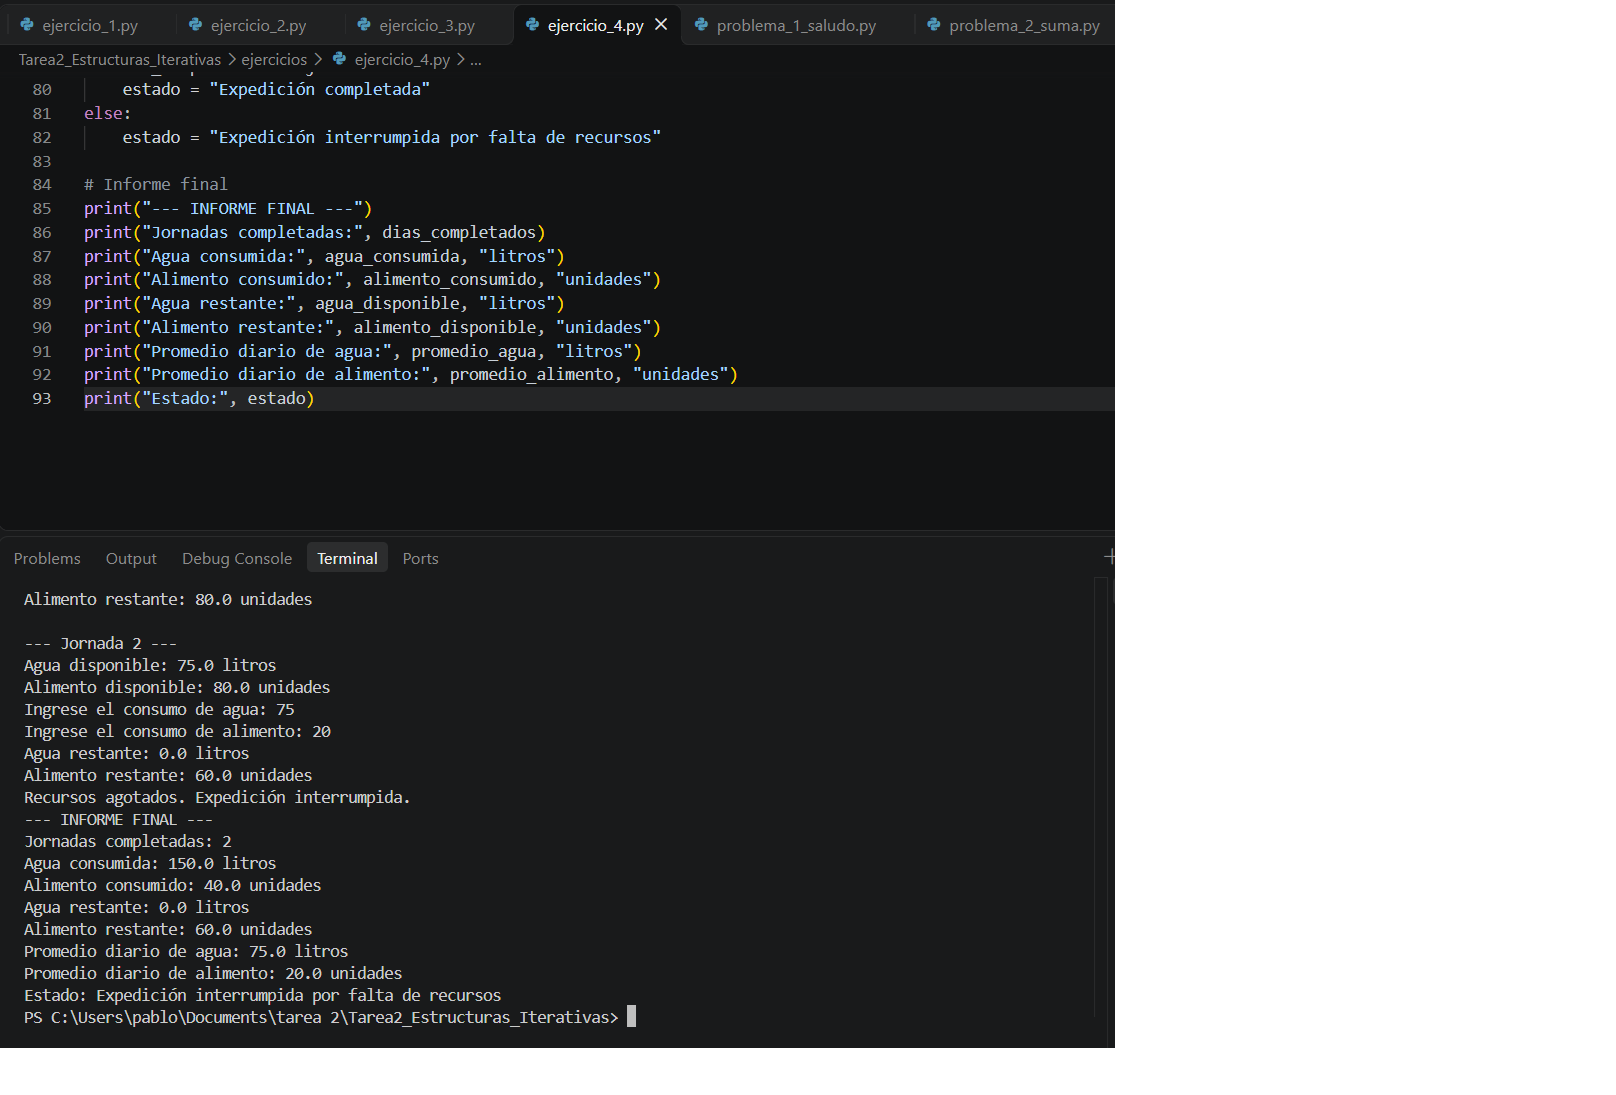 ejercicio_1.py ejercicio_2.py ejercicio_3.py ejercicio_4.py problema_1_saludo.py problema_2_suma.py
Tarea2_Estructuras_Iterativas > ejercicios > ejercicio_4.py > ...
80 estado = "Expedición completada"
81 else:
82 estado = "Expedición interrumpida por falta de recursos"
83
84 # Informe final
85 print("--- INFORME FINAL ---")
86 print("Jornadas completadas:", dias_completados)
87 print("Agua consumida:", agua_consumida, "litros")
88 print("Alimento consumido:", alimento_consumido, "unidades")
89 print("Agua restante:", agua_disponible, "litros")
90 print("Alimento restante:", alimento_disponible, "unidades")
91 print("Promedio diario de agua:", promedio_agua, "litros")
92 print("Promedio diario de alimento:", promedio_alimento, "unidades")
93 print("Estado:", estado)
Problems Output Debug Console Terminal Ports
Alimento restante: 80.0 unidades
--- Jornada 2 ---
Agua disponible: 75.0 litros
Alimento disponible: 80.0 unidades
Ingrese el consumo de agua: 75
Ingrese el consumo de alimento: 20
Agua restante: 0.0 litros
Alimento restante: 60.0 unidades
Recursos agotados. Expedición interrumpida.
--- INFORME FINAL ---
Jornadas completadas: 2
Agua consumida: 150.0 litros
Alimento consumido: 40.0 unidades
Agua restante: 0.0 litros
Alimento restante: 60.0 unidades
Promedio diario de agua: 75.0 litros
Promedio diario de alimento: 20.0 unidades
Estado: Expedición interrumpida por falta de recursos
PS C:\Users\pablo\Documents\tarea 2\Tarea2_Estructuras_Iterativas>